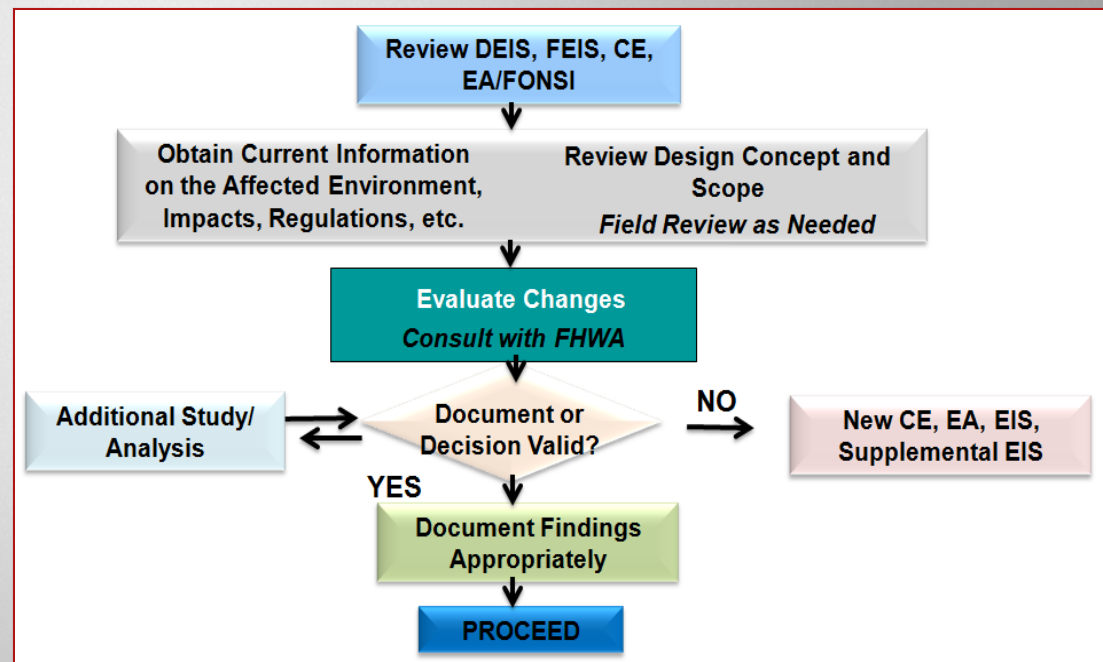 Review DEIS, FEIS, CE,
EA/FONSI
Obtain Current Information
on the Affected Environment,
Impacts, Regulations, etc.
Review Design Concept and
Scope
Field Review as Needed
Evaluate Changes
Consult with FHWA
Additional Study/
Analysis
Document or
Decision Valid?
NO
New CE, EA, EIS,
Supplemental EIS
YES
Document Findings
Appropriately
PROCEED